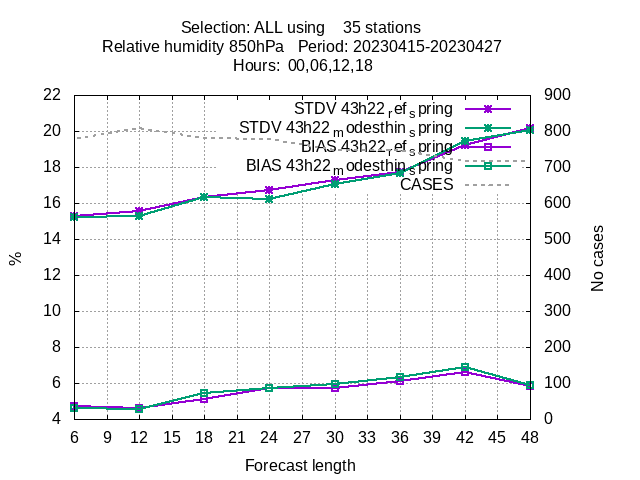 Selection: ALL using    35 stations
Relative humidity 850hPa   Period: 20230415-20230427
Hours:  00,06,12,18
STDV 43h22_ref_spring
STDV 43h22_modesthin_spring
BIAS 43h22_ref_spring
BIAS 43h22_modesthin_spring
CASES
22
20
18
16
14
12
10
8
6
4
%
900
800
700
600
500
400
300
200
100
0
No cases
6 9 12 15 18 21 24 27 30 33 36 39 42 45 48
Forecast length